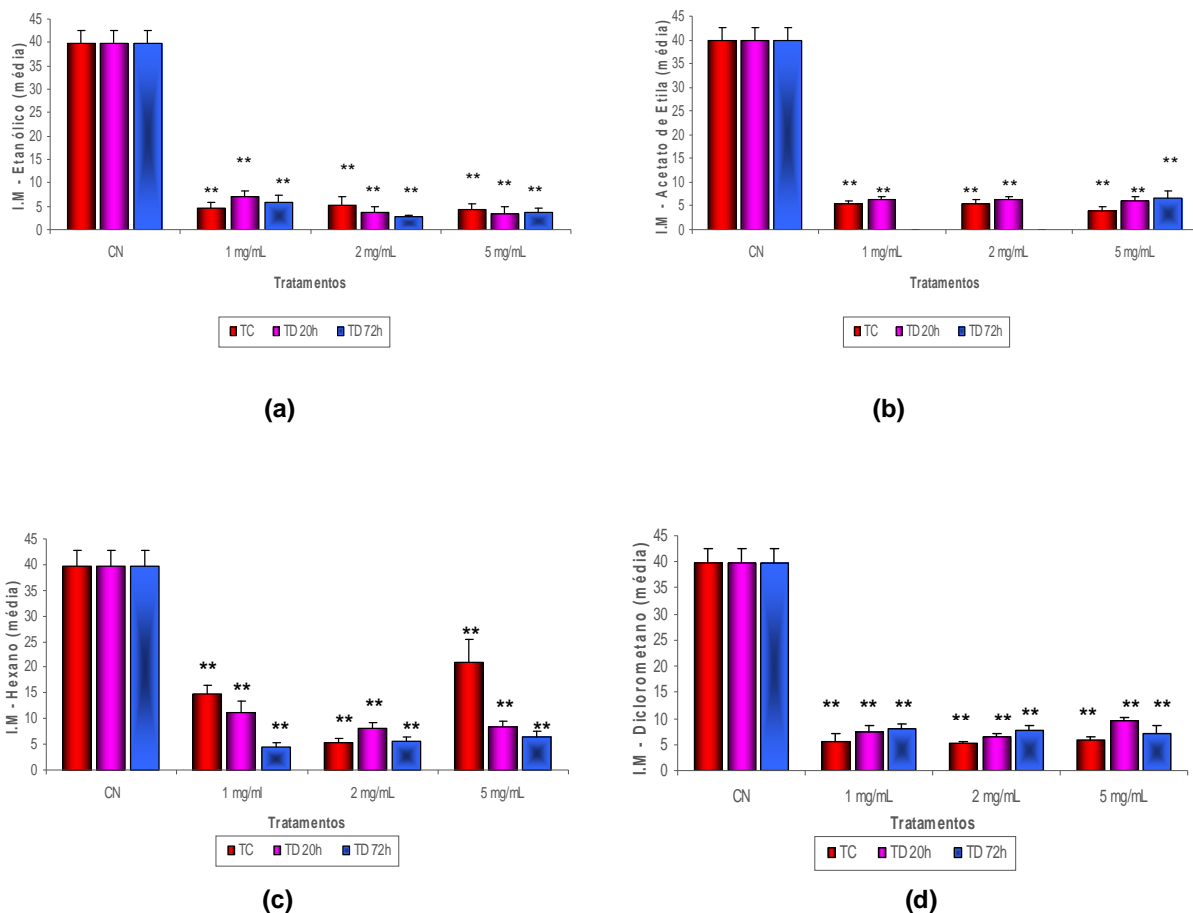 I.M - Etanólico (média)
45
40
35
30
25
20
15
10
5
0
** ** ** ** ** ** ** ** **
CN 1 mg/mL 2 mg/mL 5 mg/mL
Tratamentos
TC TD 20h TD 72h
(a)
I.M - Acetato de Etila (média)
45
40
35
30
25
20
15
10
5
0
** ** ** ** ** ** **
CN 1 mg/mL 2 mg/mL 5 mg/mL
Tratamentos
TC TD 20h TD 72h
(b)
I.M - Hexano (média)
45
40
35
30
25
20
15
10
5
0
** ** ** ** ** ** ** ** **
CN 1 mg/ml 2 mg/mL 5 mg/mL
Tratamentos
TC TD 20h TD 72h
(c)
I.M - Diclorometano (média)
45
40
35
30
25
20
15
10
5
0
** ** ** ** ** ** ** ** **
CN 1 mg/mL 2 mg/mL 5 mg/mL
Tratamentos
TC TD 20h TD 72h
(d)